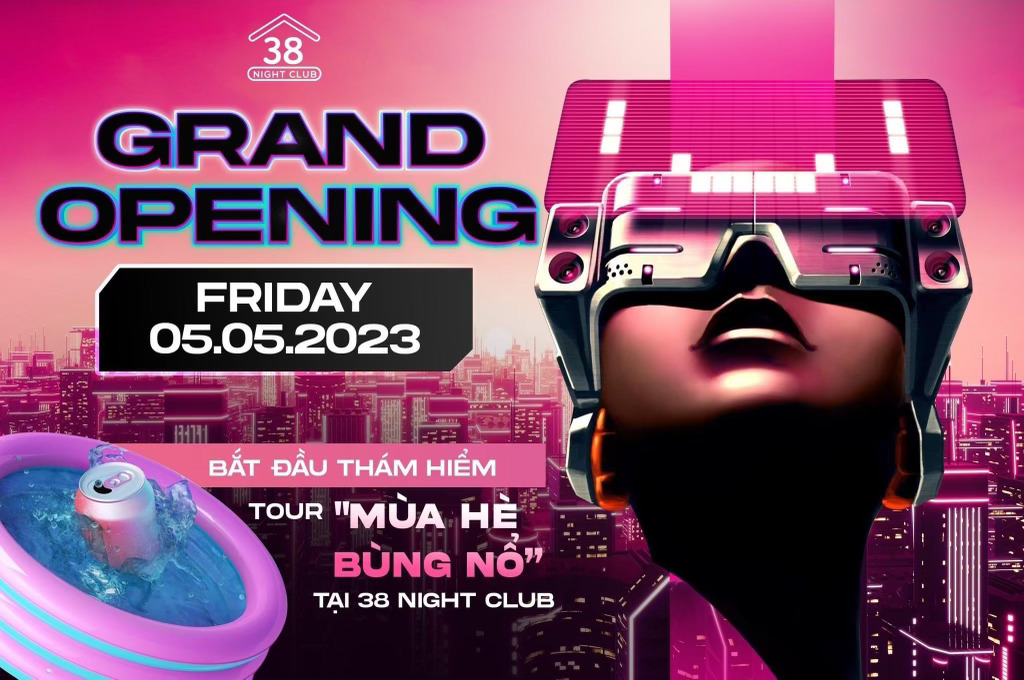 38
NIGHT CLUB
GRAND
OPENING
FRIDAY
05.05.2023
BẮT ĐẦU THÁM HIỂM
TOUR "MÙA HÈ
BÙNG NỔ”
TẠI 38 NIGHT CLUB